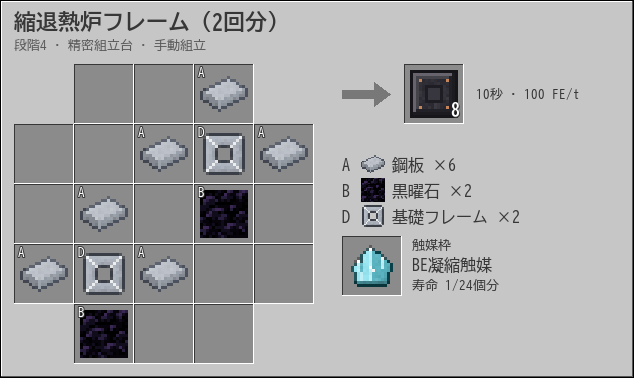 縮退熱炉フレーム（2回分）
段階4 · 精密組立台 · 手動組立
A
A
D
A
A
B
A
D
A
B
8
10秒 · 100 FE/t
A 鋼板 ×6
B 黒曜石 ×2
D 基礎フレーム ×2
触媒枠
BE凝縮触媒
寿命 1/24個分